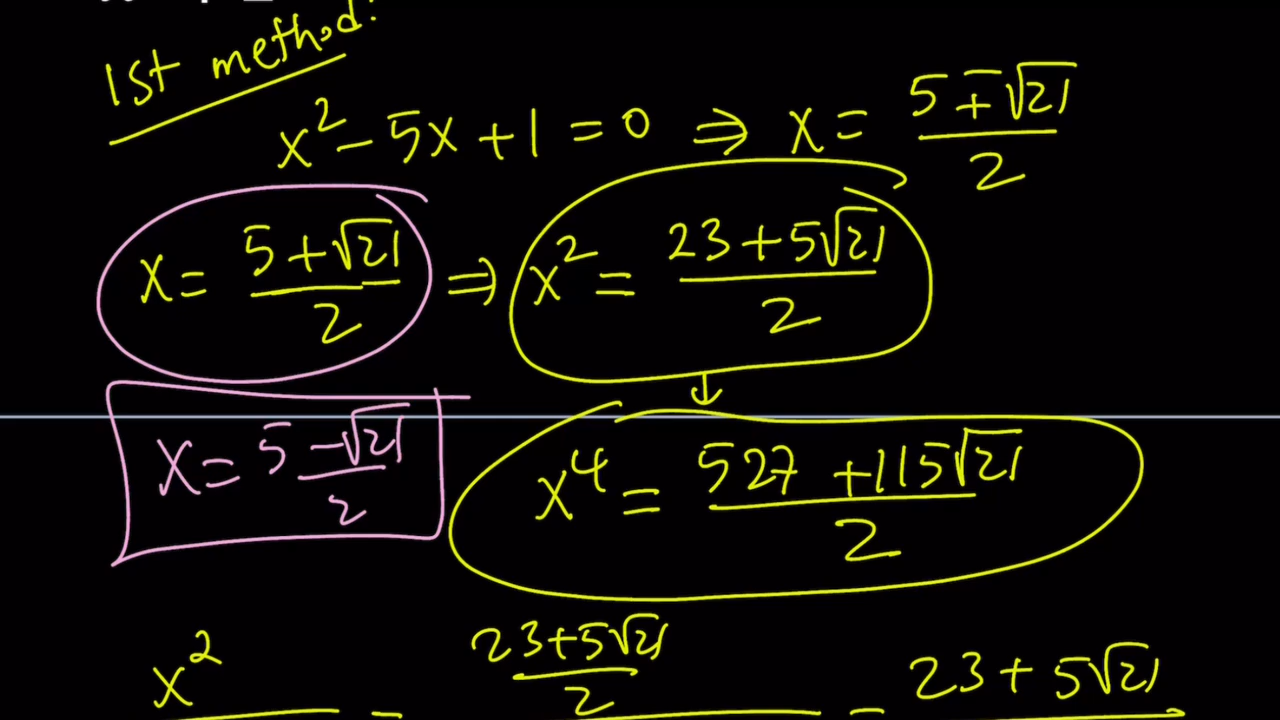 1st method:
x² - 5x + 1 = 0 ⇒ x = (5 ∓ √21)/2
x = (5 + √21)/2 ⇒ x² = (23 + 5√21)/2
↓
x = (5 - √21)/2 x⁴ = (527 + 115√21)/2
x² = (23 + 5√21)/2 = 23 + 5√21